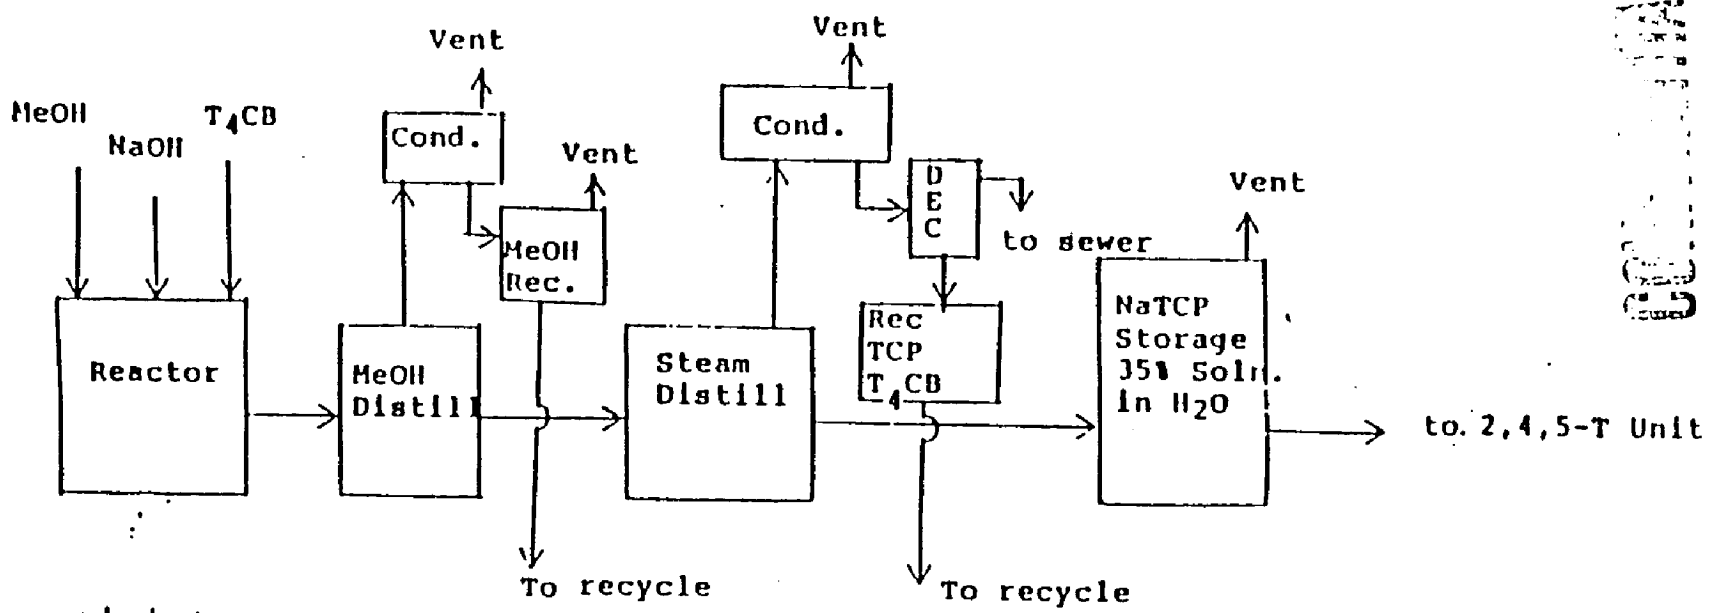 Vent
Vent
MeOH
NaOH
T4CB
Cond.
Vent
Cond.
DEC
to sewer
Vent
MeOH
Rec.
Reactor
MeOH
Distill
Steam
Distill
Rec
TCP
T4CB
NaTCP
Storage
35% Soln.
in H2O
to. 2,4,5-T Unit
To recycle
To recycle